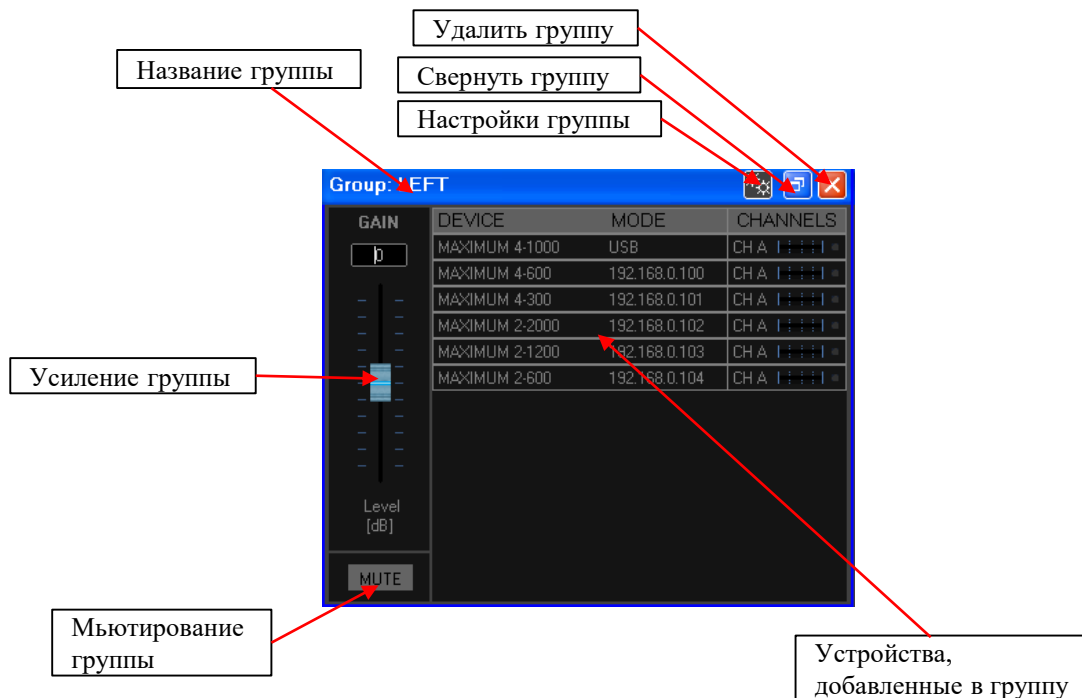 Удалить группу
Название группы
Свернуть группу
Настройки группы
Group: LEFT
GAIN
DEVICE MODE CHANNELS
0
MAXIMUM 4-1000 USB CH A
MAXIMUM 4-600 192.168.0.100 CH A
MAXIMUM 4-300 192.168.0.101 CH A
MAXIMUM 2-2000 192.168.0.102 CH A
MAXIMUM 2-1200 192.168.0.103 CH A
MAXIMUM 2-600 192.168.0.104 CH A
Усиление группы
Level
[dB]
MUTE
Мьютирование
группы
Устройства,
добавленные в группу